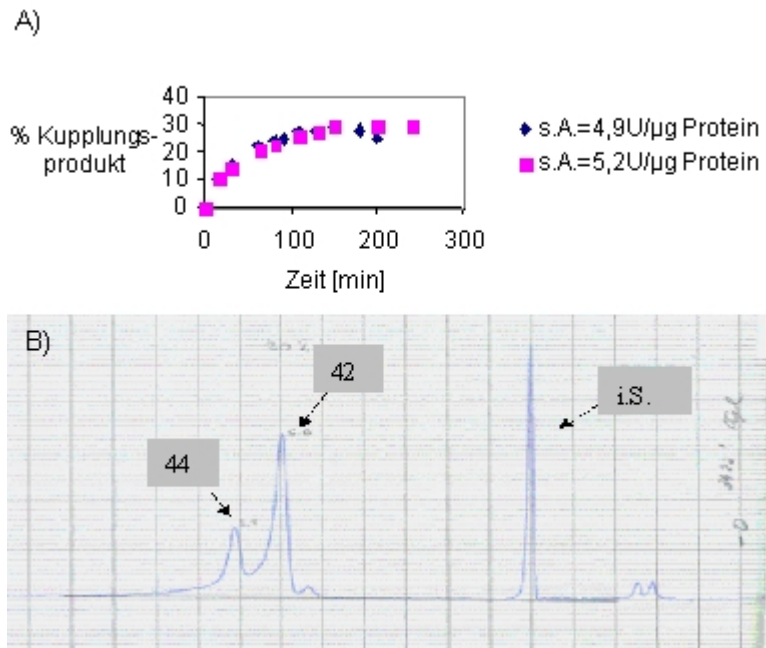 A)
40
30
20
10
0
% Kupplungs-
produkt
0 100 200 300
Zeit [min]
s.A.=4,9U/µg Protein
s.A.=5,2U/µg Protein
B)
42
i.S.
44